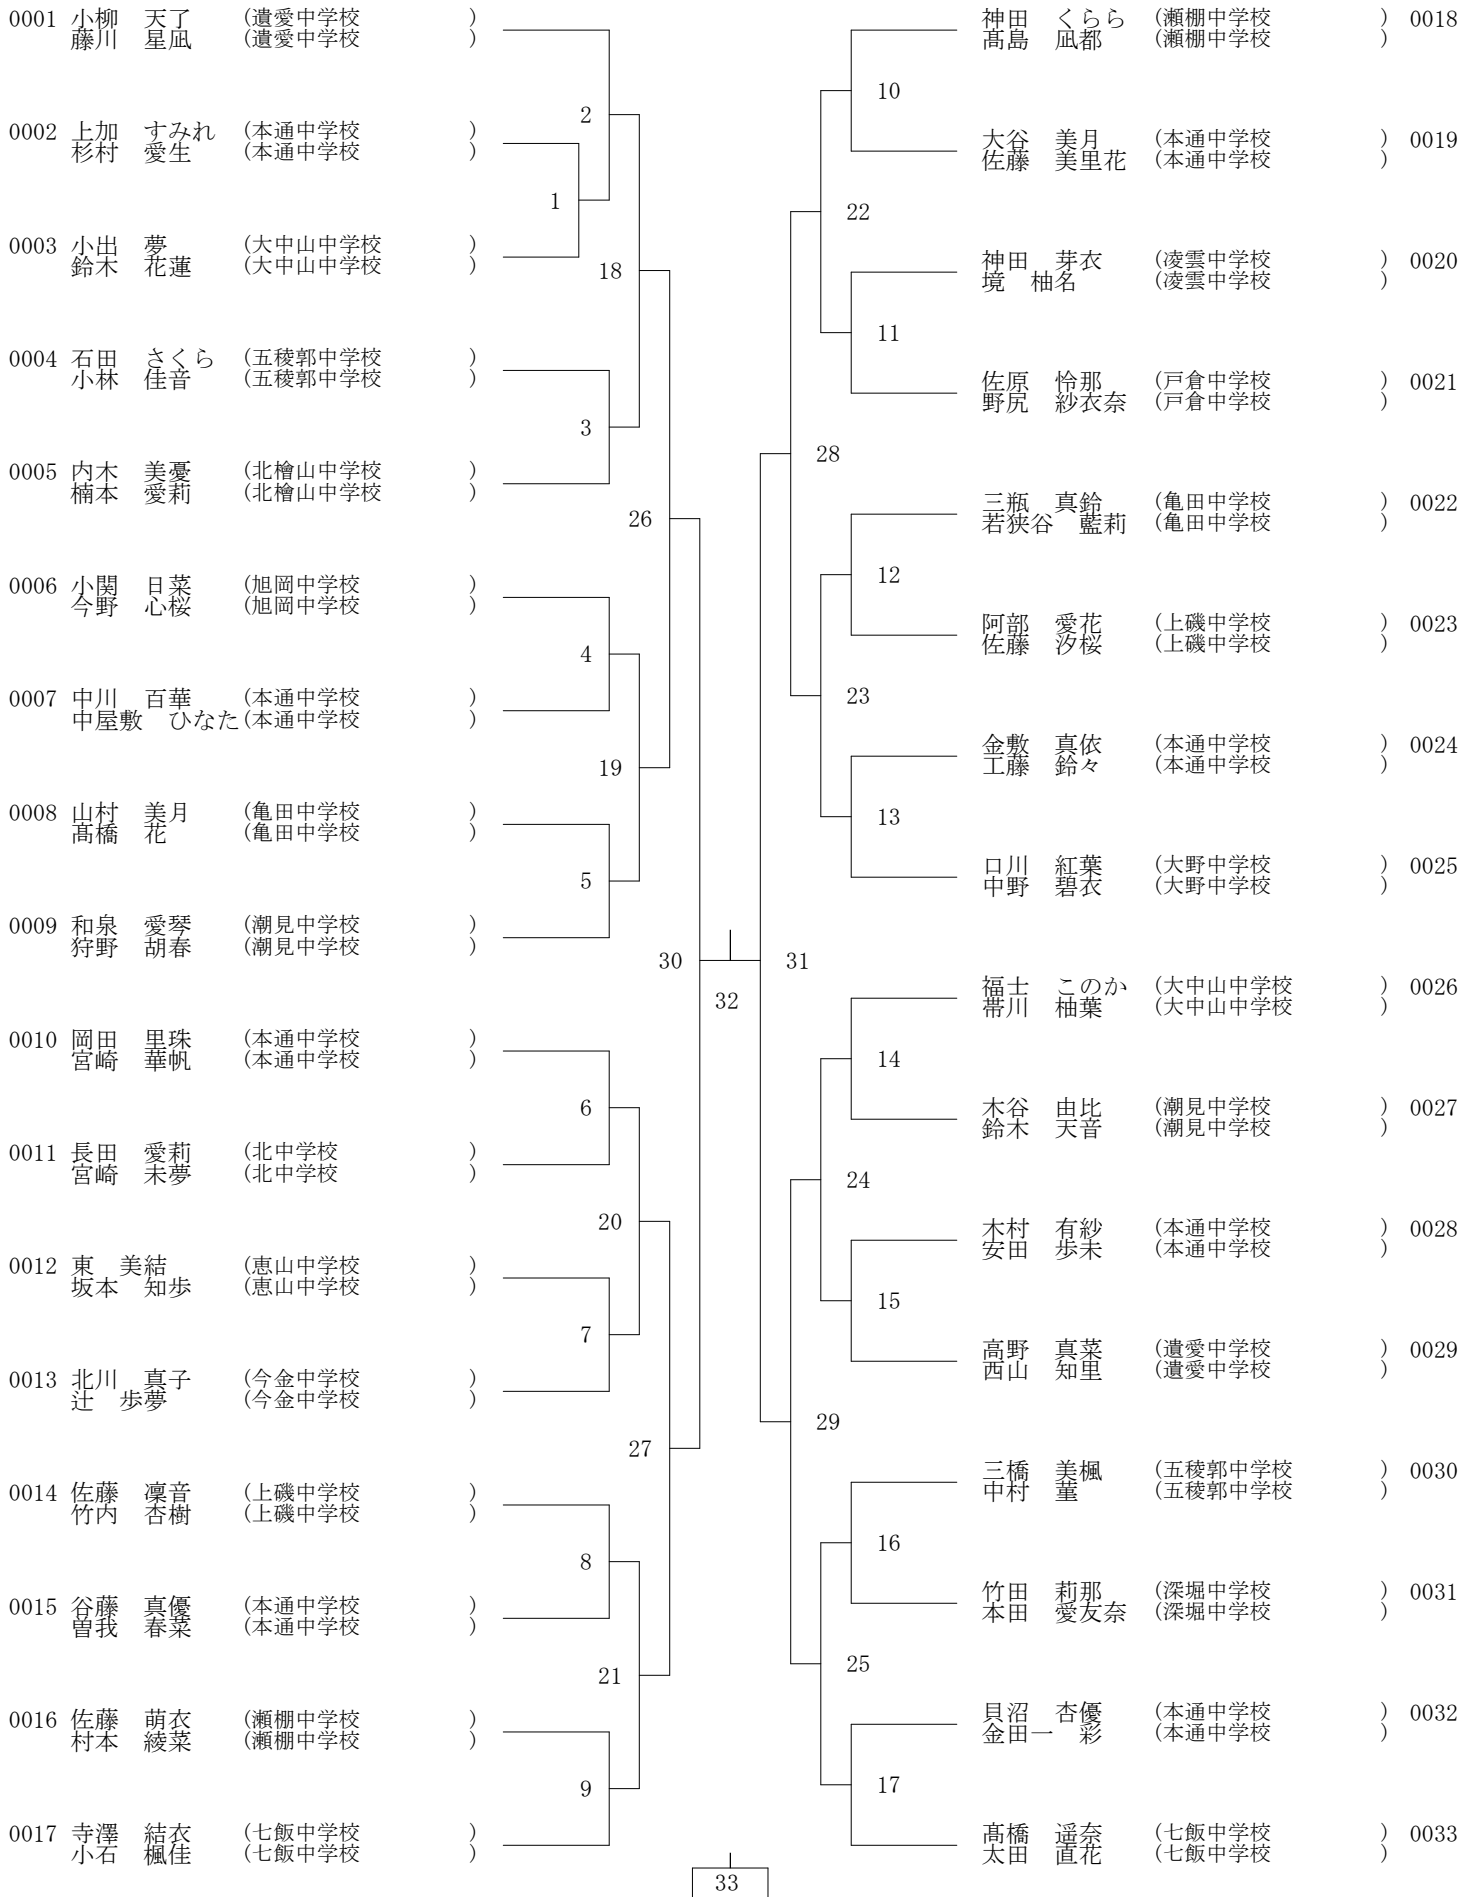 0001 小柳　天了 (遺愛中学校 )
藤川　星凪 (遺愛中学校 )
0002 上加　すみれ (本通中学校 )
杉村　愛生 (本通中学校 )
0003 小出　夢 (大中山中学校 )
鈴木　花蓮 (大中山中学校 )
0004 石田　さくら (五稜郭中学校 )
小林　佳音 (五稜郭中学校 )
0005 内木　美憂 (北檜山中学校 )
楠本　愛莉 (北檜山中学校 )
0006 小関　日菜 (旭岡中学校 )
今野　心桜 (旭岡中学校 )
0007 中川　百華 (本通中学校 )
中屋敷　ひなた (本通中学校 )
0008 山村　美月 (亀田中学校 )
髙橋　花 (亀田中学校 )
0009 和泉　愛琴 (潮見中学校 )
狩野　胡春 (潮見中学校 )
0010 岡田　里珠 (本通中学校 )
宮崎　華帆 (本通中学校 )
0011 長田　愛莉 (北中学校 )
宮崎　未夢 (北中学校 )
0012 東　美結 (恵山中学校 )
坂本　知歩 (恵山中学校 )
0013 北川　真子 (今金中学校 )
辻　歩夢 (今金中学校 )
0014 佐藤　凜音 (上磯中学校 )
竹内　杏樹 (上磯中学校 )
0015 谷藤　真優 (本通中学校 )
曽我　春菜 (本通中学校 )
0016 佐藤　萌衣 (瀬棚中学校 )
村本　綾菜 (瀬棚中学校 )
0017 寺澤　結衣 (七飯中学校 )
小石　楓佳 (七飯中学校 )
2
1
18
3
26
4
19
5
30
6
20
7
27
8
21
9
32
33
31
10
22
11
28
12
23
13
14
24
15
29
16
25
17
神田　くらら (瀬棚中学校 ) 0018
髙島　凪都 (瀬棚中学校 )
大谷　美月 (本通中学校 ) 0019
佐藤　美里花 (本通中学校 )
神田　芽衣 (凌雲中学校 ) 0020
境　柚名 (凌雲中学校 )
佐原　怜那 (戸倉中学校 ) 0021
野尻　紗衣奈 (戸倉中学校 )
三瓶　真鈴 (亀田中学校 ) 0022
若狭谷　藍莉 (亀田中学校 )
阿部　愛花 (上磯中学校 ) 0023
佐藤　汐桜 (上磯中学校 )
金敷　真依 (本通中学校 ) 0024
工藤　鈴々 (本通中学校 )
口川　紅葉 (大野中学校 ) 0025
中野　碧衣 (大野中学校 )
福士　このか (大中山中学校 ) 0026
帯川　柚葉 (大中山中学校 )
木谷　由比 (潮見中学校 ) 0027
鈴木　天音 (潮見中学校 )
木村　有紗 (本通中学校 ) 0028
安田　歩未 (本通中学校 )
高野　真菜 (遺愛中学校 ) 0029
西山　知里 (遺愛中学校 )
三橋　美楓 (五稜郭中学校 ) 0030
中村　菫 (五稜郭中学校 )
竹田　莉那 (深堀中学校 ) 0031
本田　愛友奈 (深堀中学校 )
貝沼　杏優 (本通中学校 ) 0032
金田一　彩 (本通中学校 )
髙橋　遥奈 (七飯中学校 ) 0033
太田　直花 (七飯中学校 )